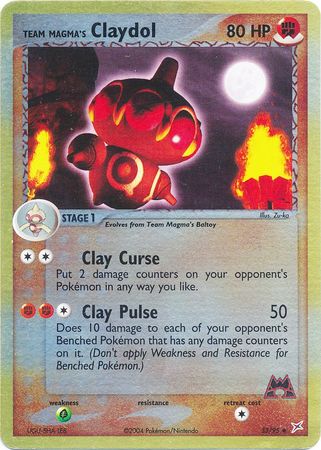 TEAM MAGMA'S Claydol 80 HP
Illus. Zu-ka
STAGE 1
Evolves from Team Magma's Baltoy
Clay Curse
Put 2 damage counters on your opponent's
Pokémon in any way you like.
Clay Pulse 50
Does 10 damage to each of your opponent's
Benched Pokémon that has any damage
counters on it. (Don't apply Weakness and Resistance for
Benched Pokémon.)
weakness resistance retreat cost
©2004 Pokémon/Nintendo